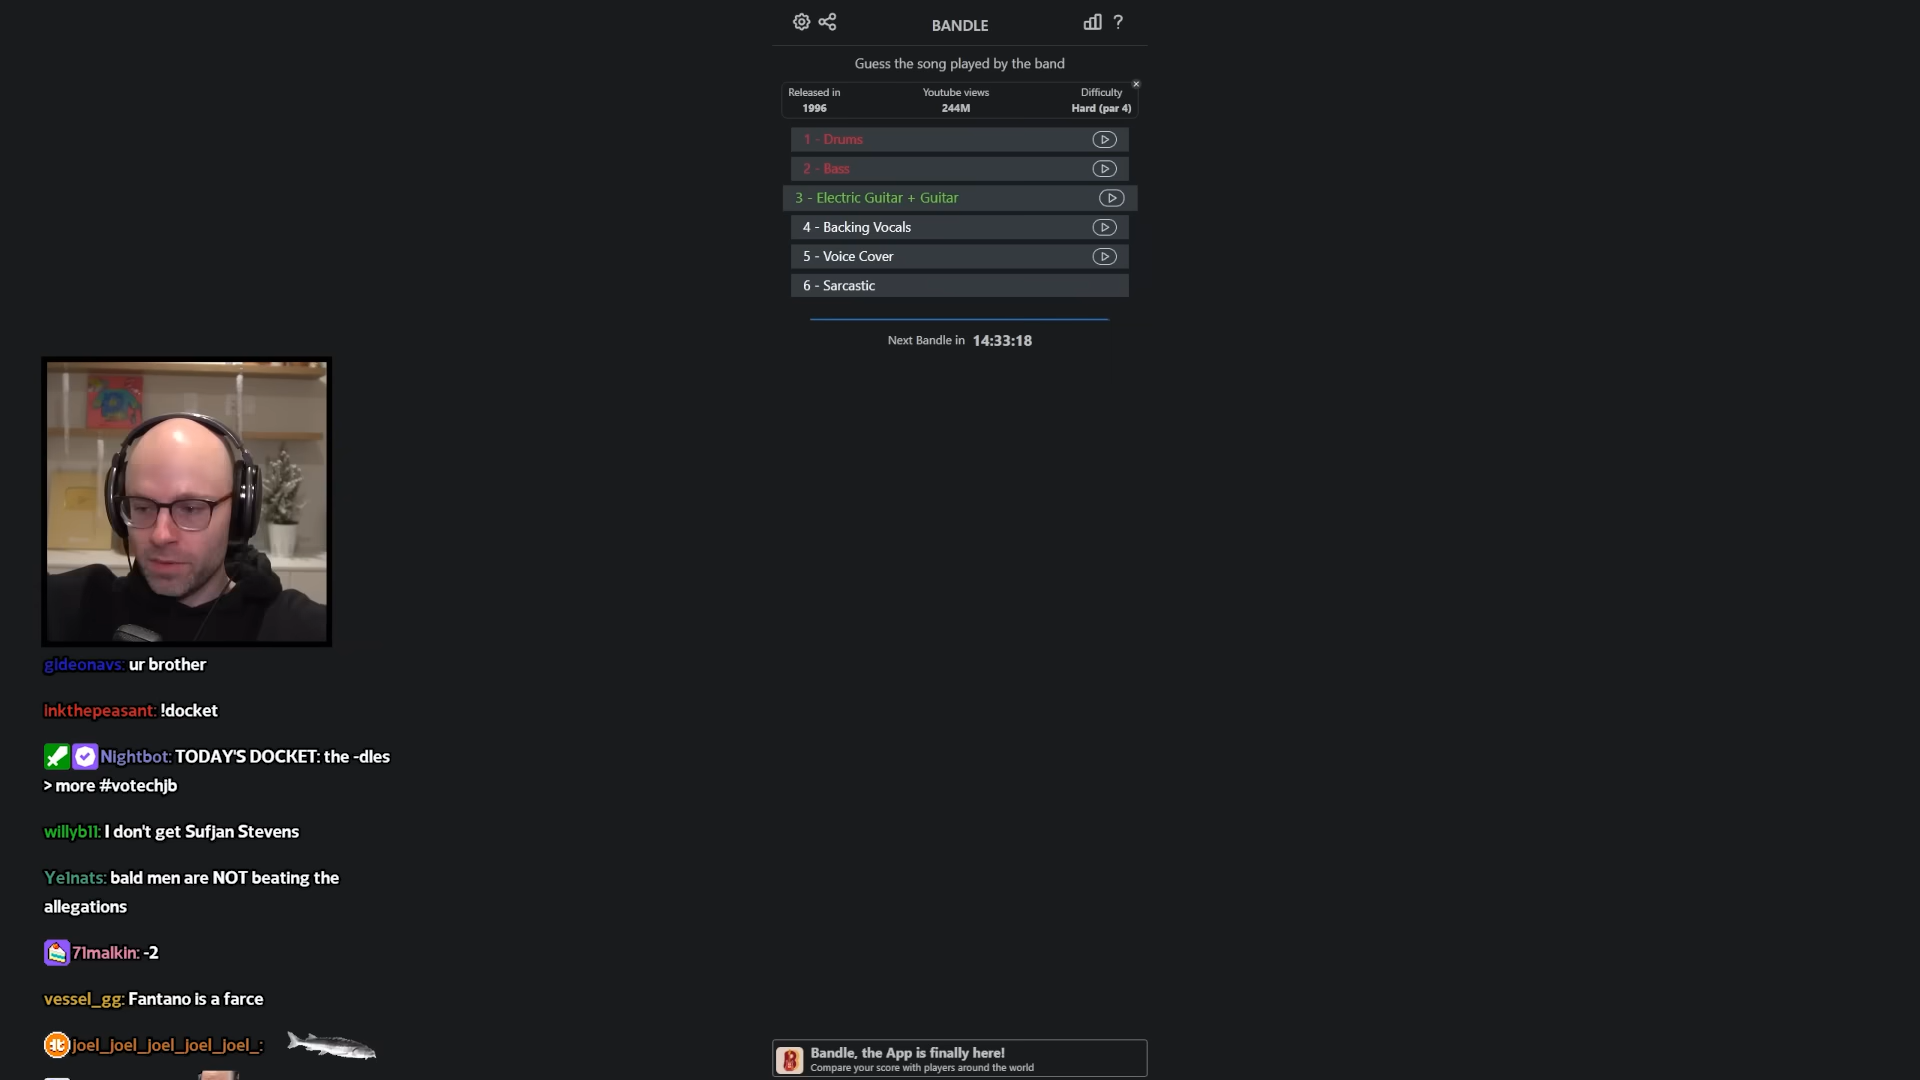 BANDLE
?
Guess the song played by the band
Released in
1996
Youtube views
244M
Difficulty
Hard (par 4)
1 - Drums
2 - Bass
3 - Electric Guitar + Guitar
4 - Backing Vocals
5 - Voice Cover
6 - Sarcastic
Next Bandle in 14:33:18
gideonavs: ur brother
inkthepeasant: !docket
Nightbot: TODAY'S DOCKET: the -dles
> more #votechjb
willyb11: I don't get Sufjan Stevens
Ye1nats: bald men are NOT beating the
allegations
71malkin: -2
vessel_gg: Fantano is a farce
joel_joel_joel_joel_joel_:
Bandle, the App is finally here!
Compare your score with players around the world